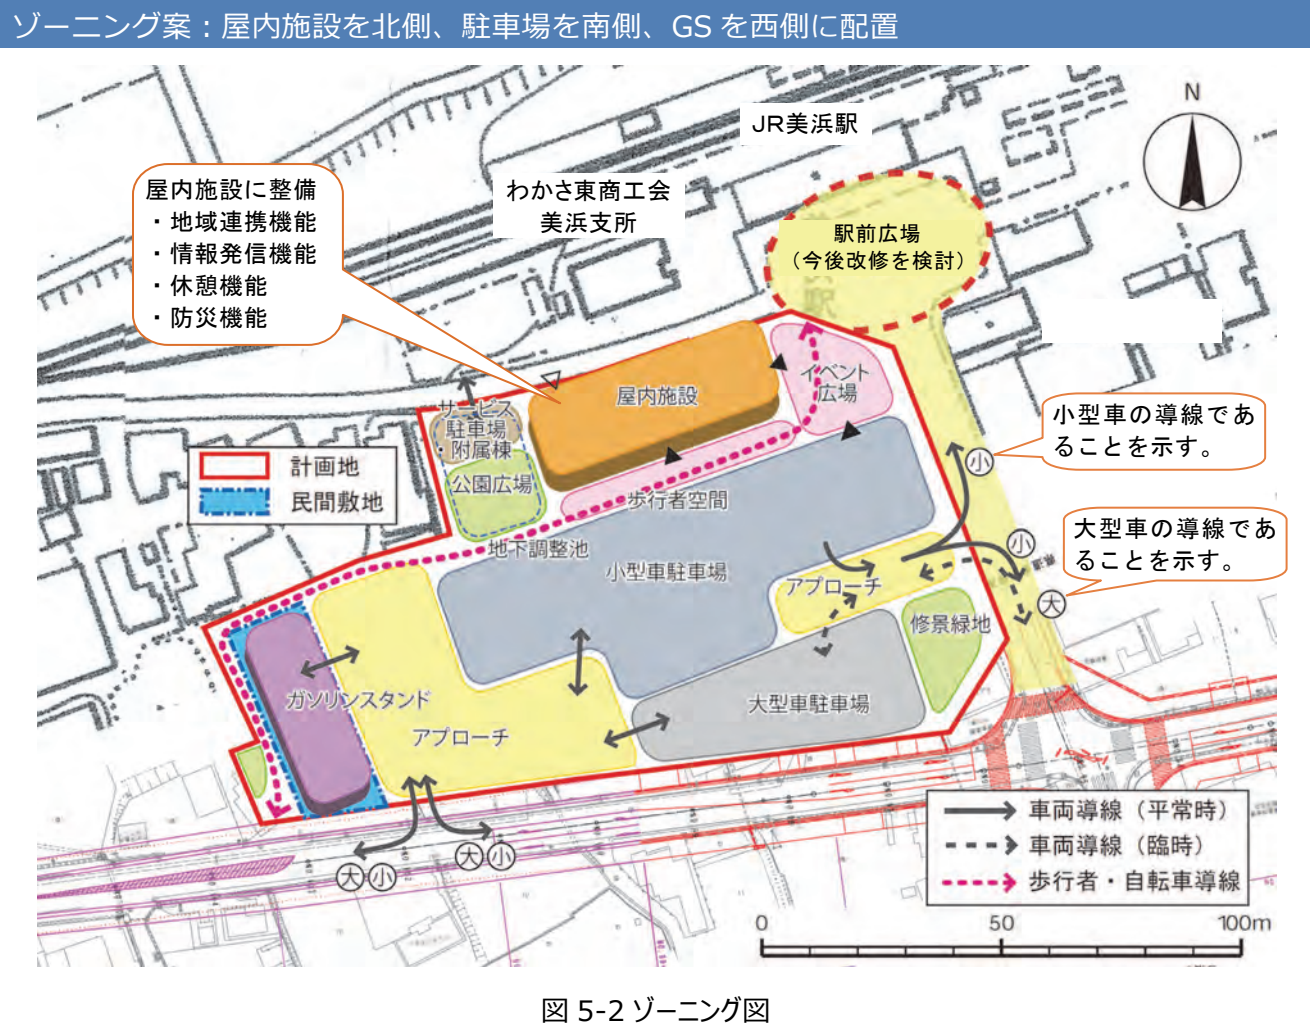 ゾーニング案：屋内施設を北側、駐車場を南側、GSを西側に配置
JR美浜駅
N
屋内施設に整備
・地域連携機能
・情報発信機能
・休憩機能
・防災機能
わかさ東商工会
美浜支所
駅前広場
（今後改修を検討）
屋内施設
イベント
広場
サービス
駐車場
・附属棟
公園広場
歩行者空間
地下調整池
小型車駐車場
アプローチ
修景緑地
大型車駐車場
ガソリンスタンド
アプローチ
計画地
民間敷地
小型車の導線であ
ることを示す。
大型車の導線であ
ることを示す。
小
小
大
大・小
大・小
車両導線（平常時）
車両導線（臨時）
歩行者・自転車導線
0 50 100m
図 5-2 ゾーニング図